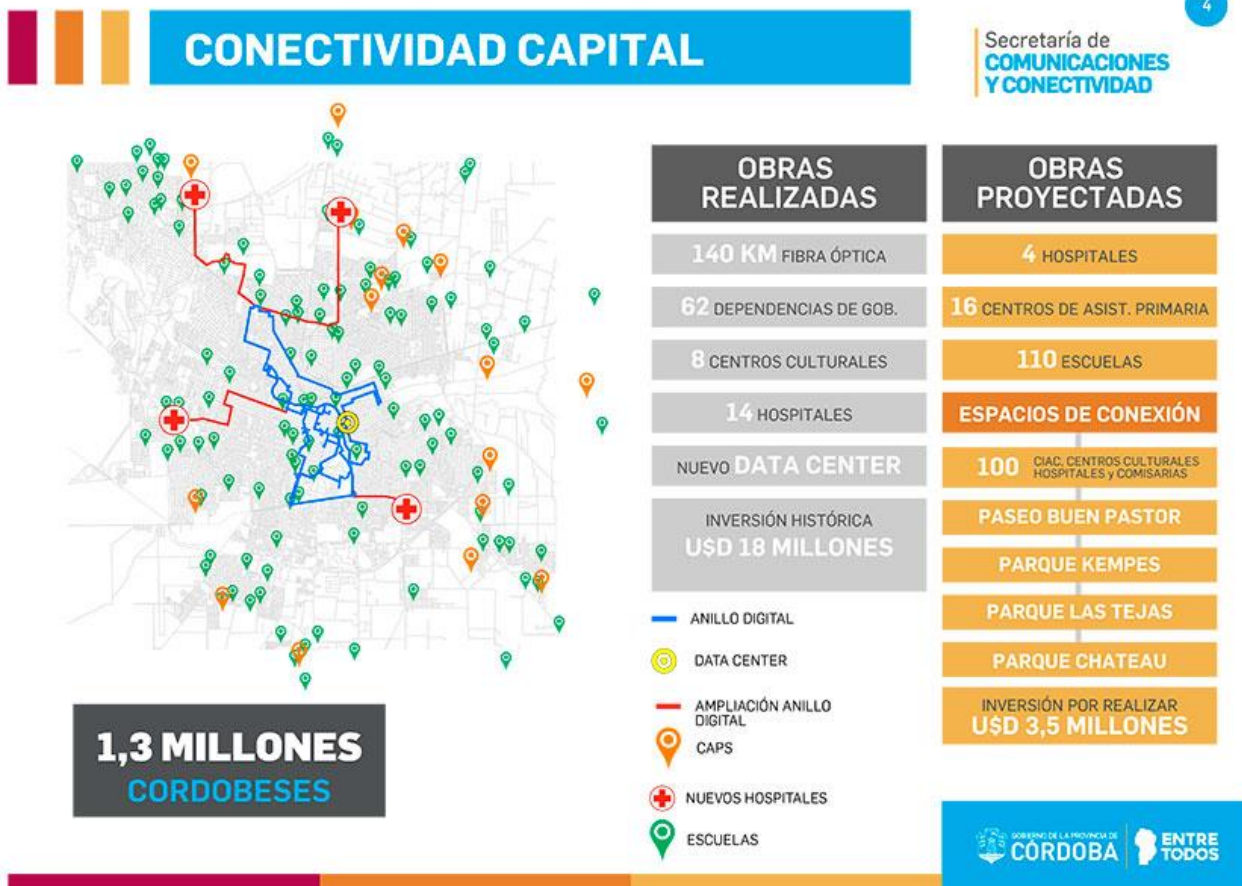 4
CONECTIVIDAD CAPITAL
Secretaría de
COMUNICACIONES
Y CONECTIVIDAD
OBRAS
REALIZADAS
140 KM FIBRA ÓPTICA
62 DEPENDENCIAS DE GOB.
8 CENTROS CULTURALES
14 HOSPITALES
NUEVO DATA CENTER
INVERSIÓN HISTÓRICA
U$D 18 MILLONES
OBRAS
PROYECTADAS
4 HOSPITALES
16 CENTROS DE ASIST. PRIMARIA
110 ESCUELAS
ESPACIOS DE CONEXIÓN
100 CIAC, CENTROS CULTURALES
HOSPITALES y COMISARIAS
PASEO BUEN PASTOR
PARQUE KEMPES
PARQUE LAS TEJAS
PARQUE CHATEAU
INVERSIÓN POR REALIZAR
U$D 3,5 MILLONES
ANILLO DIGITAL
DATA CENTER
AMPLIACIÓN ANILLO
DIGITAL
CAPS
NUEVOS HOSPITALES
ESCUELAS
1,3 MILLONES
CORDOBESES
GOBIERNO DE LA PROVINCIA DE
CÓRDOBA
ENTRE
TODOS